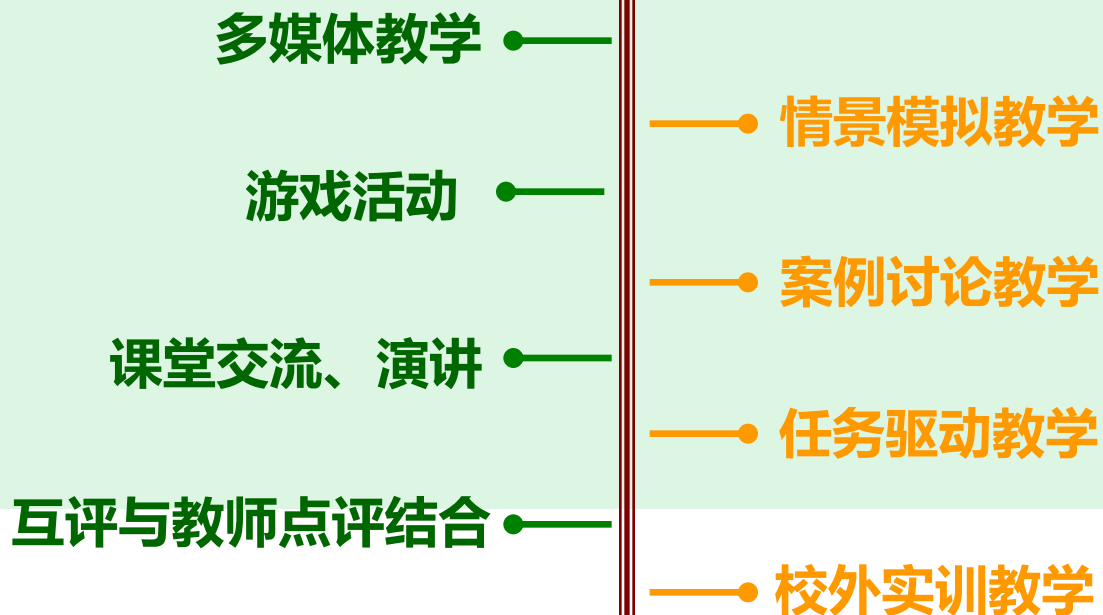 多媒体教学
情景模拟教学
游戏活动
案例讨论教学
课堂交流、演讲
任务驱动教学
互评与教师点评结合
校外实训教学